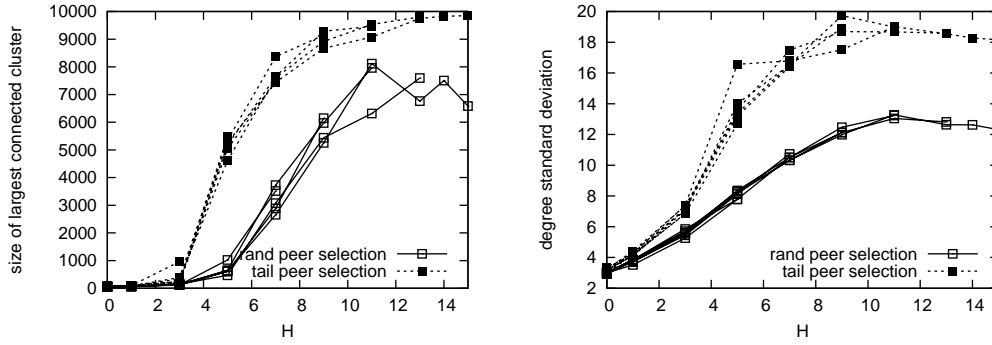 size of largest connected cluster
10000
9000
8000
7000
6000
5000
4000
3000
2000
1000
0
rand peer selection
tail peer selection
0 2 4 6 8 10 12 14
H
degree standard deviation
20
18
16
14
12
10
8
6
4
2
rand peer selection
tail peer selection
0 2 4 6 8 10 12 14
H